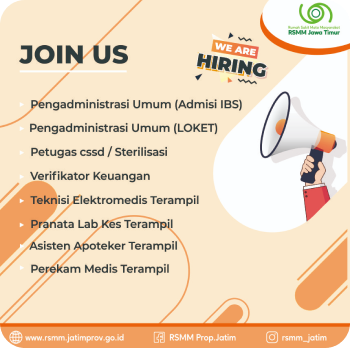 Rumah Sakit Mata Masyarakat
RSMM Jawa Timur
JOIN US
WE ARE
HIRING
Pengadministrasi Umum (Admisi IBS)
Pengadministrasi Umum (LOKET)
Petugas cssd / Sterilisasi
Verifikator Keuangan
Teknisi Elektromedis Terampil
Pranata Lab Kes Terampil
Asisten Apoteker Terampil
Perekam Medis Terampil
www.rsmm.jatimprov.go.id
RSMM Prop.Jatim
rsmm_jatim